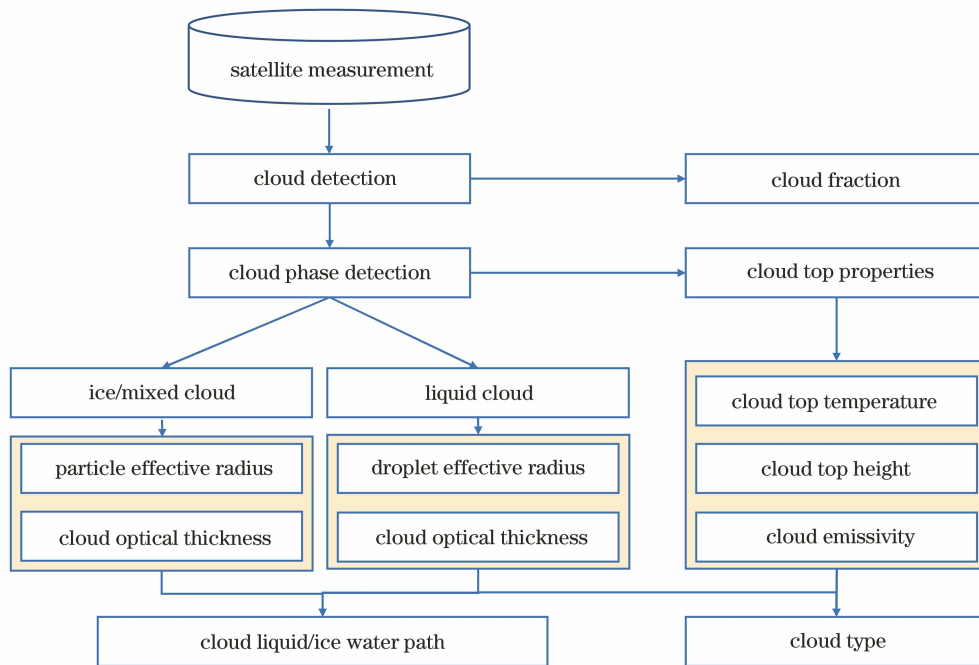 satellite measurement
cloud detection
cloud fraction
cloud phase detection
cloud top properties
ice/mixed cloud
liquid cloud
cloud top temperature
particle effective radius
droplet effective radius
cloud top height
cloud optical thickness
cloud optical thickness
cloud emissivity
cloud liquid/ice water path
cloud type